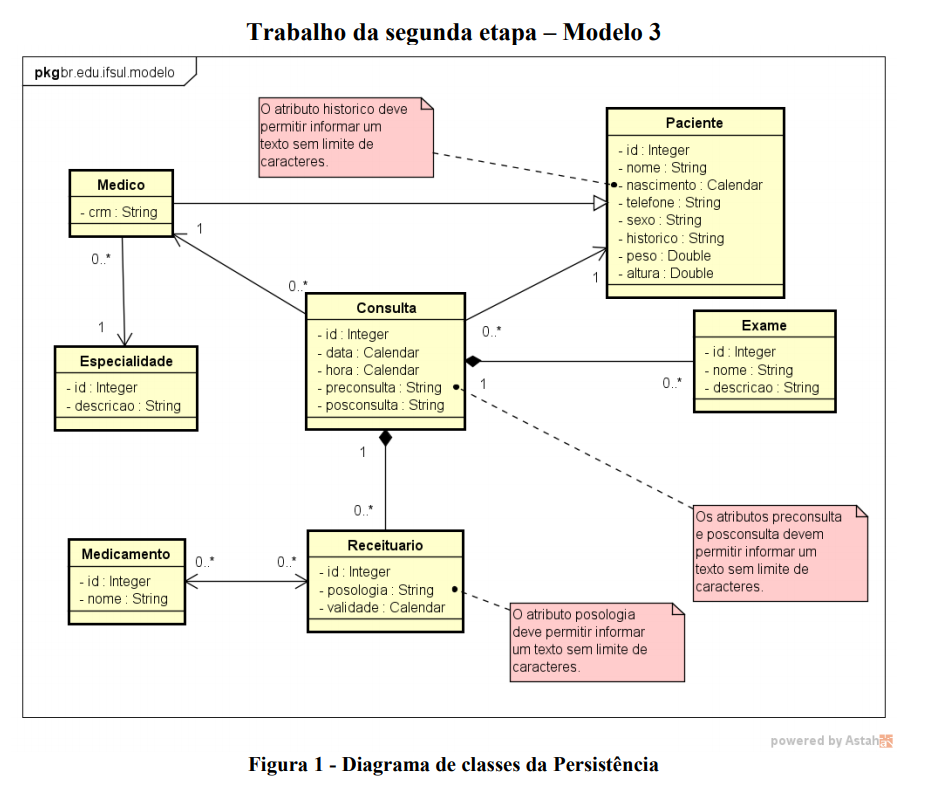 Trabalho da segunda etapa – Modelo 3
pkg br.edu.ifsul.modelo
O atributo historico deve
permitir informar um
texto sem limite de
caracteres.
Paciente
- id : Integer
- nome : String
- nascimento : Calendar
- telefone : String
- sexo : String
- historico : String
- peso : Double
- altura : Double
Medico
- crm : String
1
0..*
0..*
1
0..*
1
Consulta
- id : Integer
- data : Calendar
- hora : Calendar
- preconsulta : String
- posconsulta : String
Exame
- id : Integer
- nome : String
- descricao : String
1
0..*
Especialidade
- id : Integer
- descricao : String
1
0..*
Os atributos preconsulta
e posconsulta devem
permitir informar um
texto sem limite de
caracteres.
Medicamento
- id : Integer
- nome : String
0..*
0..*
Receituario
- id : Integer
- posologia : String
- validade : Calendar
O atributo posologia
deve permitir informar
um texto sem limite de
caracteres.
powered by Astah
Figura 1 - Diagrama de classes da Persistência